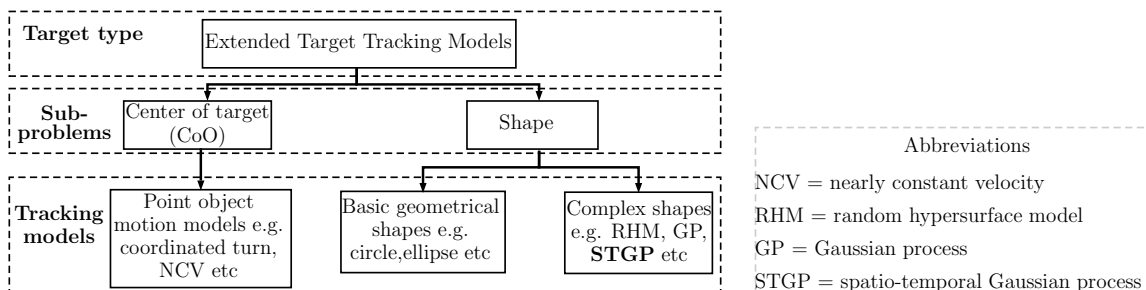 Target type
Extended Target Tracking Models
Sub-
problems
Center of target
(CoO)
Shape
Tracking
models
Point object
motion models e.g.
coordinated turn,
NCV etc
Basic geometrical
shapes e.g.
circle,ellipse etc
Complex shapes
e.g. RHM, GP,
STGP etc
Abbreviations
NCV = nearly constant velocity
RHM = random hypersurface model
GP = Gaussian process
STGP = spatio-temporal Gaussian process